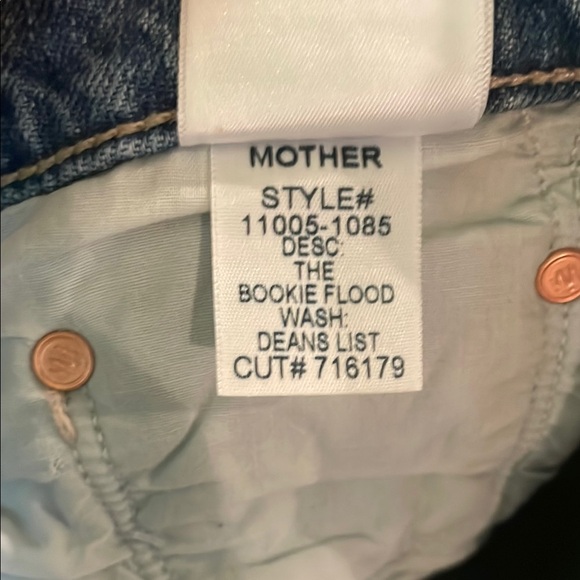 MOTHER
STYLE#
11005-1085
DESC:
THE
BOOKIE FLOOD
WASH:
DEANS LIST
CUT# 716179